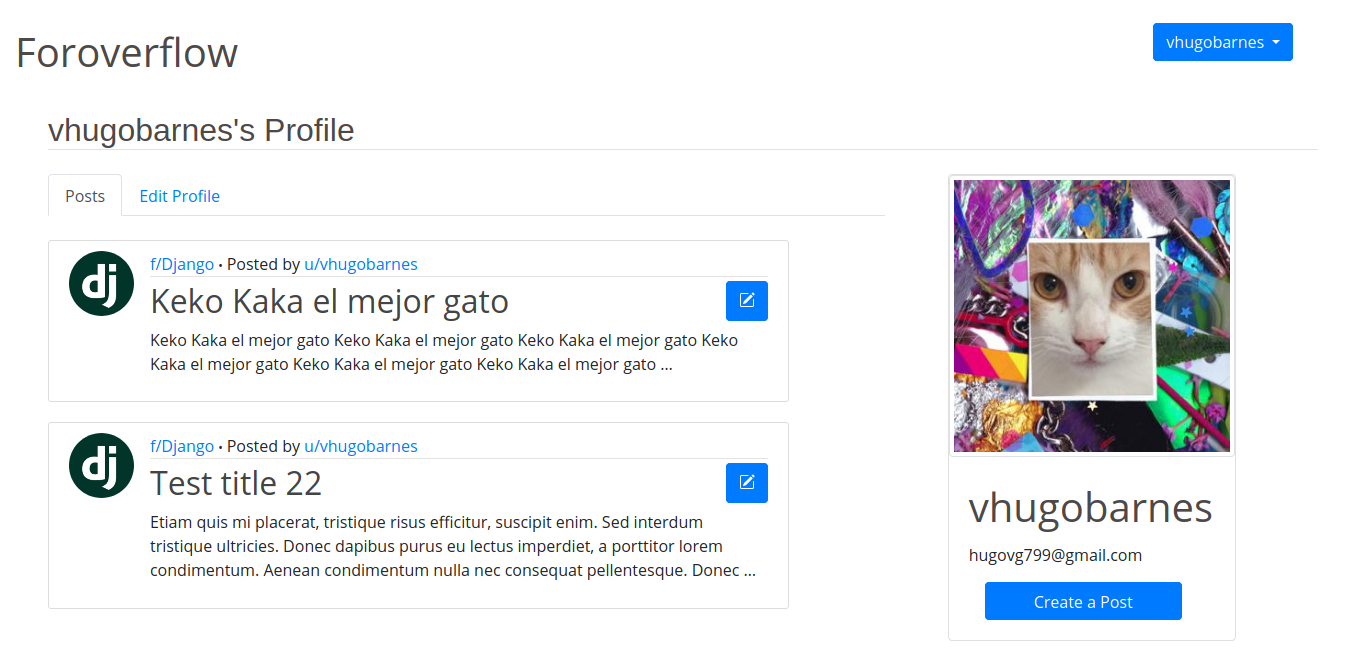 Foroverflow
vhugobarnes
vhugobarnes's Profile
Posts
Edit Profile
dj
f/Django • Posted by u/vhugobarnes
Keko Kaka el mejor gato
Keko Kaka el mejor gato Keko Kaka el mejor gato Keko Kaka el mejor gato Keko
Kaka el mejor gato Keko Kaka el mejor gato Keko Kaka el mejor gato ...
dj
f/Django • Posted by u/vhugobarnes
Test title 22
Etiam quis mi placerat, tristique risus efficitur, suscipit enim. Sed interdum
tristique ultricies. Donec dapibus purus eu lectus imperdiet, a porttitor lorem
condimentum. Aenean condimentum nulla nec consequat pellentesque. Donec ...
vhugobarnes
hugovg799@gmail.com
Create a Post